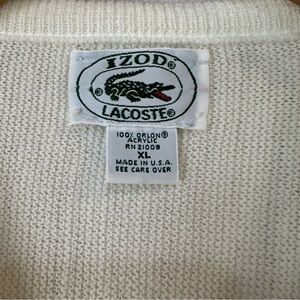 IZOD®
LACOSTE®
100% ORLON®
ACRYLIC
RN 21008
XL
MADE IN U.S.A.
SEE CARE OVER